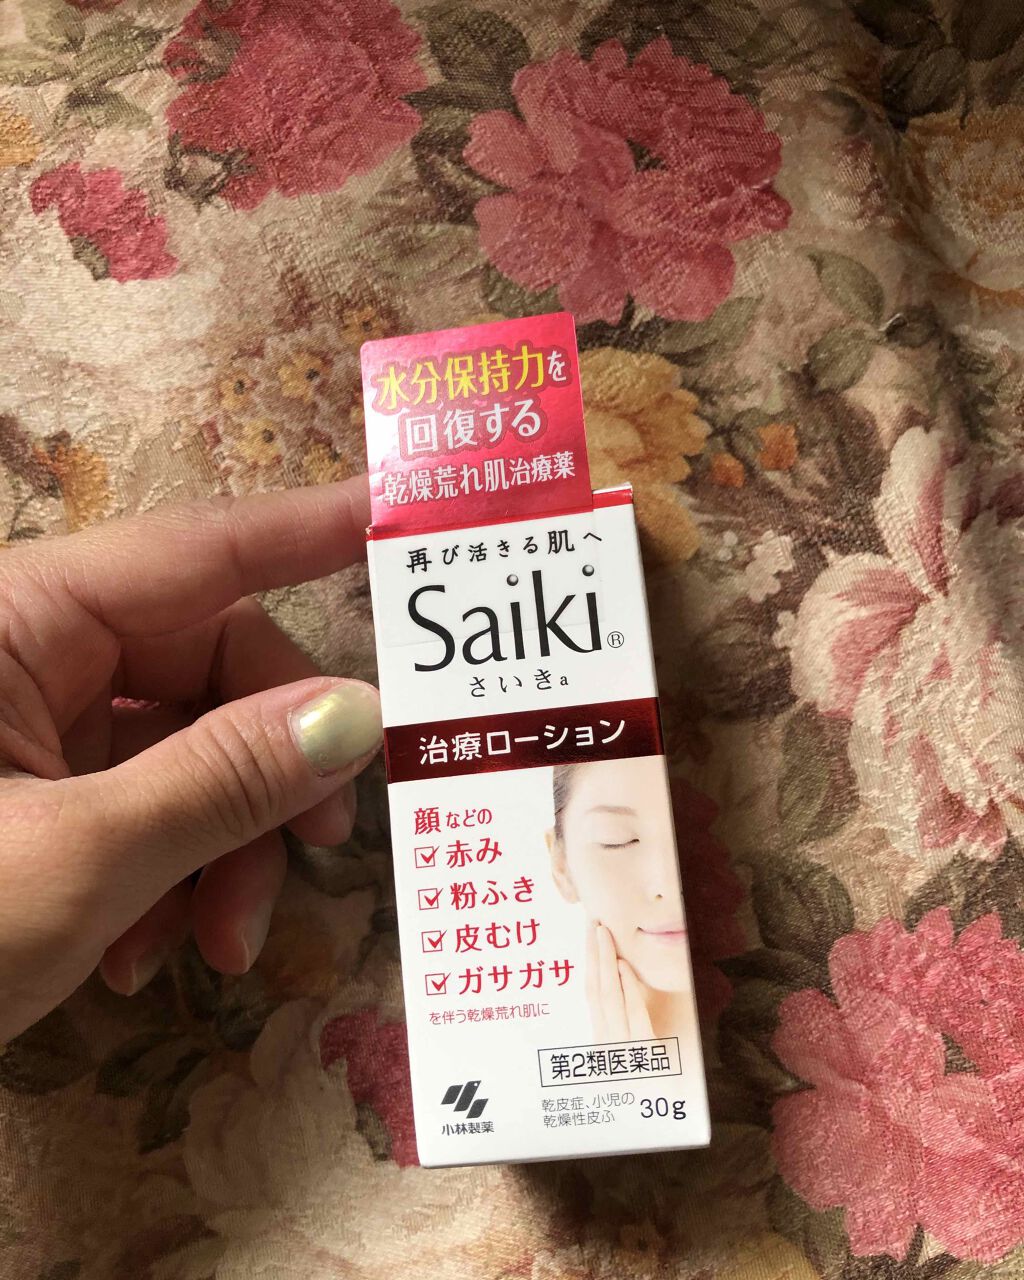 水分保持力を
回復する
乾燥荒れ肌治療薬
再び活きる肌へ
Saiki®
さいきa
治療ローション
顔などの
赤み
粉ふき
皮むけ
ガサガサ
を伴う乾燥荒れ肌に
第2類医薬品
乾皮症、小児の
乾燥性皮ふ
30g
小林製薬